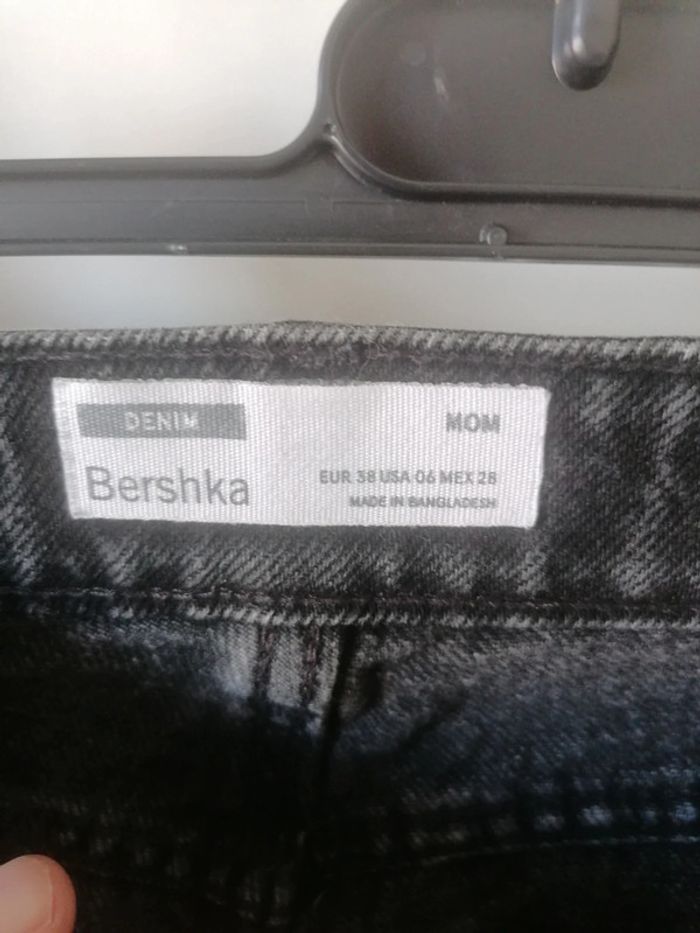 DENIM
MOM
Bershka
EUR 38 USA 06 MEX 28
MADE IN BANGLADESH